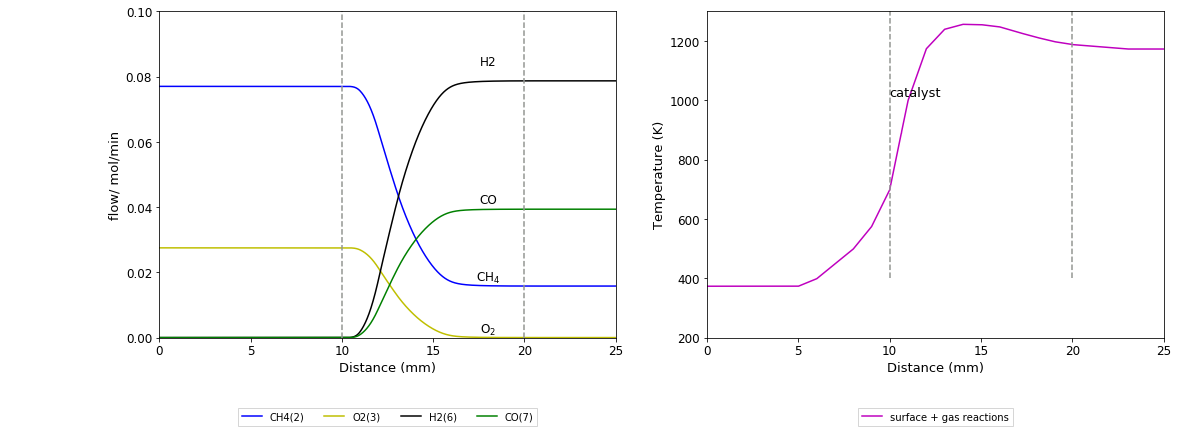 0.10
0.08
0.06
0.04
0.02
0.00
flow/ mol/min
H2
CO
CH4
O2
0 5 10 15 20 25
Distance (mm)
CH4(2) O2(3) H2(6) CO(7)
1200
1000
800
600
400
200
Temperature (K)
catalyst
0 5 10 15 20 25
Distance (mm)
surface + gas reactions